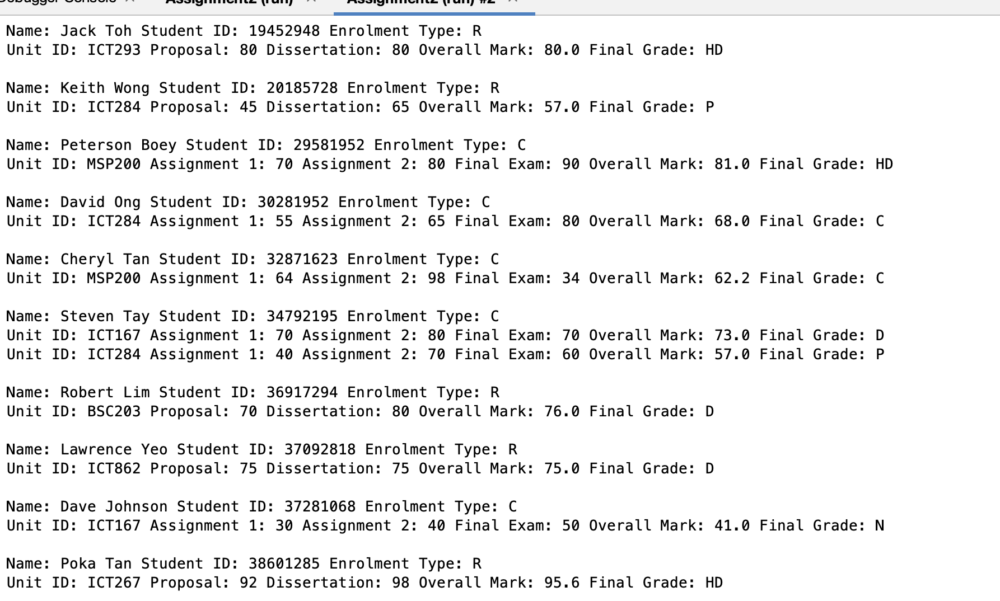 Debugger Console × Assignment2 (run) × Assignment2 (run) #2 ×
Name: Jack Toh Student ID: 19452948 Enrolment Type: R
Unit ID: ICT293 Proposal: 80 Dissertation: 80 Overall Mark: 80.0 Final Grade: HD
Name: Keith Wong Student ID: 20185728 Enrolment Type: R
Unit ID: ICT284 Proposal: 45 Dissertation: 65 Overall Mark: 57.0 Final Grade: P
Name: Peterson Boey Student ID: 29581952 Enrolment Type: C
Unit ID: MSP200 Assignment 1: 70 Assignment 2: 80 Final Exam: 90 Overall Mark: 81.0 Final Grade: HD
Name: David Ong Student ID: 30281952 Enrolment Type: C
Unit ID: ICT284 Assignment 1: 55 Assignment 2: 65 Final Exam: 80 Overall Mark: 68.0 Final Grade: C
Name: Cheryl Tan Student ID: 32871623 Enrolment Type: C
Unit ID: MSP200 Assignment 1: 64 Assignment 2: 98 Final Exam: 34 Overall Mark: 62.2 Final Grade: C
Name: Steven Tay Student ID: 34792195 Enrolment Type: C
Unit ID: ICT167 Assignment 1: 70 Assignment 2: 80 Final Exam: 70 Overall Mark: 73.0 Final Grade: D
Unit ID: ICT284 Assignment 1: 40 Assignment 2: 70 Final Exam: 60 Overall Mark: 57.0 Final Grade: P
Name: Robert Lim Student ID: 36917294 Enrolment Type: R
Unit ID: BSC203 Proposal: 70 Dissertation: 80 Overall Mark: 76.0 Final Grade: D
Name: Lawrence Yeo Student ID: 37092818 Enrolment Type: R
Unit ID: ICT862 Proposal: 75 Dissertation: 75 Overall Mark: 75.0 Final Grade: D
Name: Dave Johnson Student ID: 37281068 Enrolment Type: C
Unit ID: ICT167 Assignment 1: 30 Assignment 2: 40 Final Exam: 50 Overall Mark: 41.0 Final Grade: N
Name: Poka Tan Student ID: 38601285 Enrolment Type: R
Unit ID: ICT267 Proposal: 92 Dissertation: 98 Overall Mark: 95.6 Final Grade: HD